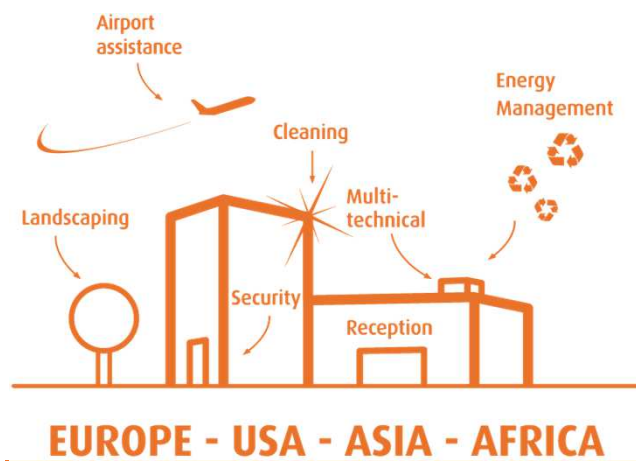 Airport
assistance
Energy
Management
Cleaning
Multi-
technical
Landscaping
Security
Reception
EUROPE - USA - ASIA - AFRICA